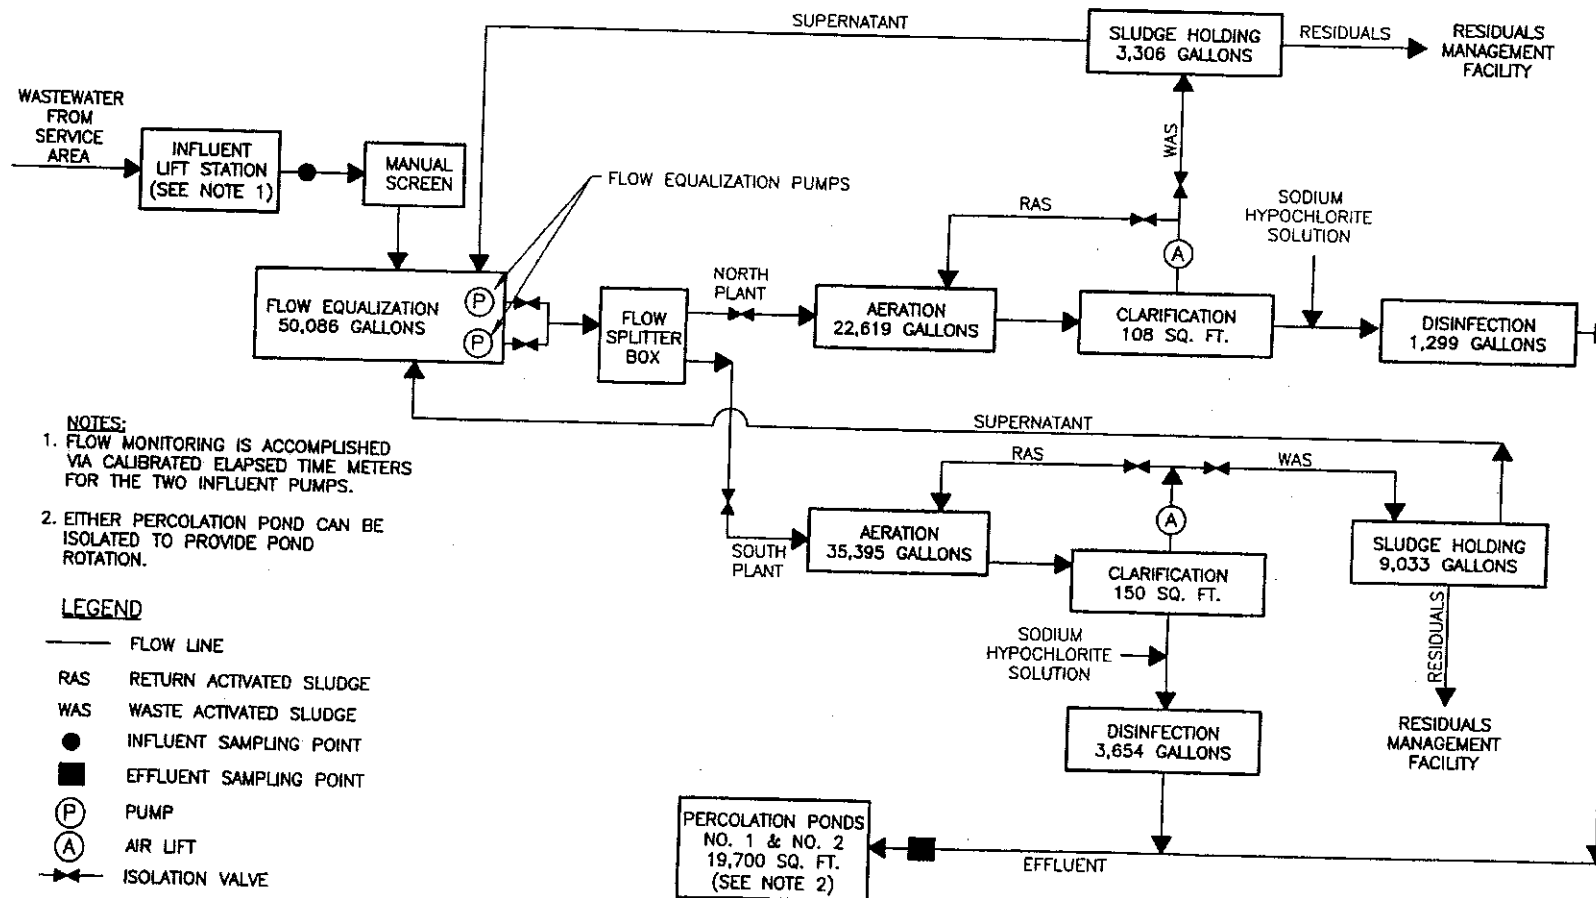 SUPERNATANT
SLUDGE HOLDING
3,306 GALLONS
RESIDUALS
RESIDUALS
MANAGEMENT
FACILITY
WASTEWATER
FROM
SERVICE
AREA
INFLUENT
LIFT STATION
(SEE NOTE 1)
MANUAL
SCREEN
FLOW EQUALIZATION PUMPS
WAS
RAS
SODIUM
HYPOCHLORITE
SOLUTION
A
FLOW EQUALIZATION
50,086 GALLONS
P
P
FLOW
SPLITTER
BOX
NORTH
PLANT
AERATION
22,619 GALLONS
CLARIFICATION
108 SQ. FT.
DISINFECTION
1,299 GALLONS
SUPERNATANT
RAS
WAS
A
SOUTH
PLANT
AERATION
35,395 GALLONS
CLARIFICATION
150 SQ. FT.
SLUDGE HOLDING
9,033 GALLONS
SODIUM
HYPOCHLORITE
SOLUTION
RESIDUALS
RESIDUALS
MANAGEMENT
FACILITY
DISINFECTION
3,654 GALLONS
PERCOLATION PONDS
NO. 1 & NO. 2
19,700 SQ. FT.
(SEE NOTE 2)
EFFLUENT
NOTES:
1. FLOW MONITORING IS ACCOMPLISHED
VIA CALIBRATED ELAPSED TIME METERS
FOR THE TWO INFLUENT PUMPS.
2. EITHER PERCOLATION POND CAN BE
ISOLATED TO PROVIDE POND
ROTATION.
LEGEND
FLOW LINE
RAS RETURN ACTIVATED SLUDGE
WAS WASTE ACTIVATED SLUDGE
INFLUENT SAMPLING POINT
EFFLUENT SAMPLING POINT
P PUMP
A AIR LIFT
ISOLATION VALVE